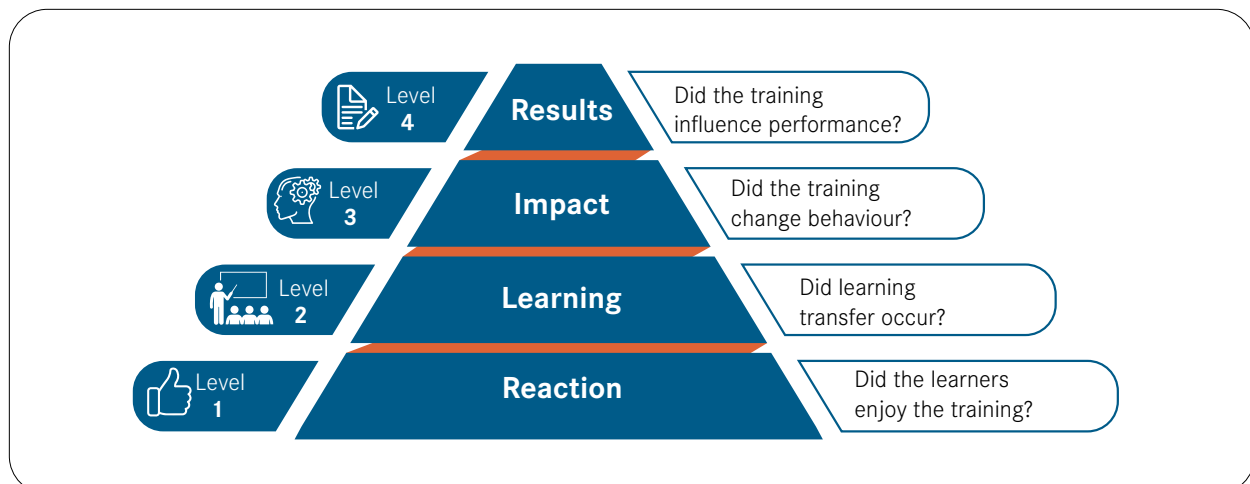 Level
4
Results
Did the training
influence performance?
Level
3
Impact
Did the training
change behaviour?
Level
2
Learning
Did learning
transfer occur?
Level
1
Reaction
Did the learners
enjoy the training?